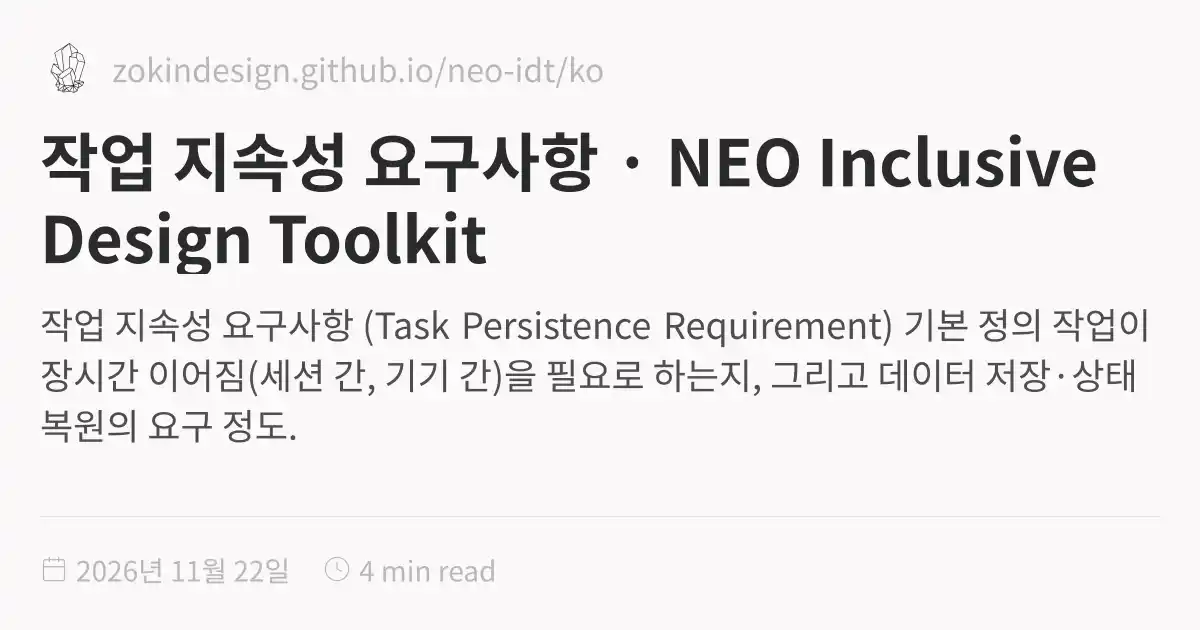 zokindesign.github.io/neo-idt/ko
작업 지속성 요구사항 · NEO Inclusive
Design Toolkit
작업 지속성 요구사항 (Task Persistence Requirement) 기본 정의 작업이
장시간 이어짐(세션 간, 기기 간)을 필요로 하는지, 그리고 데이터 저장·상태
복원의 요구 정도.
2026년 11월 22일 4 min read